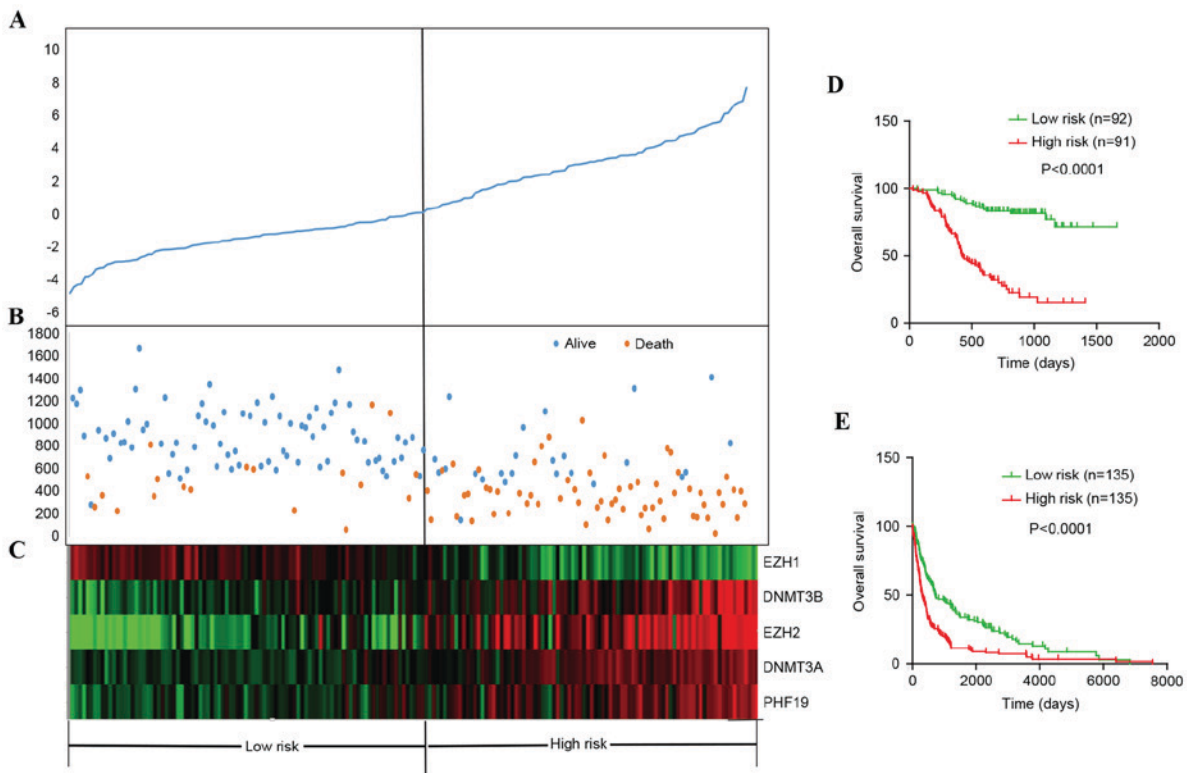 A
10
8
6
4
2
0
-2
-4
-6
B
1800
1600
1400
1200
1000
800
600
400
200
0
Alive
Death
C
EZH1
DNMT3B
EZH2
DNMT3A
PHF19
Low risk
High risk
D
Low risk (n=92)
High risk (n=91)
P<0.0001
150
100
50
0
Overall survival
0 500 1000 1500 2000
Time (days)
E
Low risk (n=135)
High risk (n=135)
P<0.0001
150
100
50
0
Overall survival
0 2000 4000 6000 8000
Time (days)